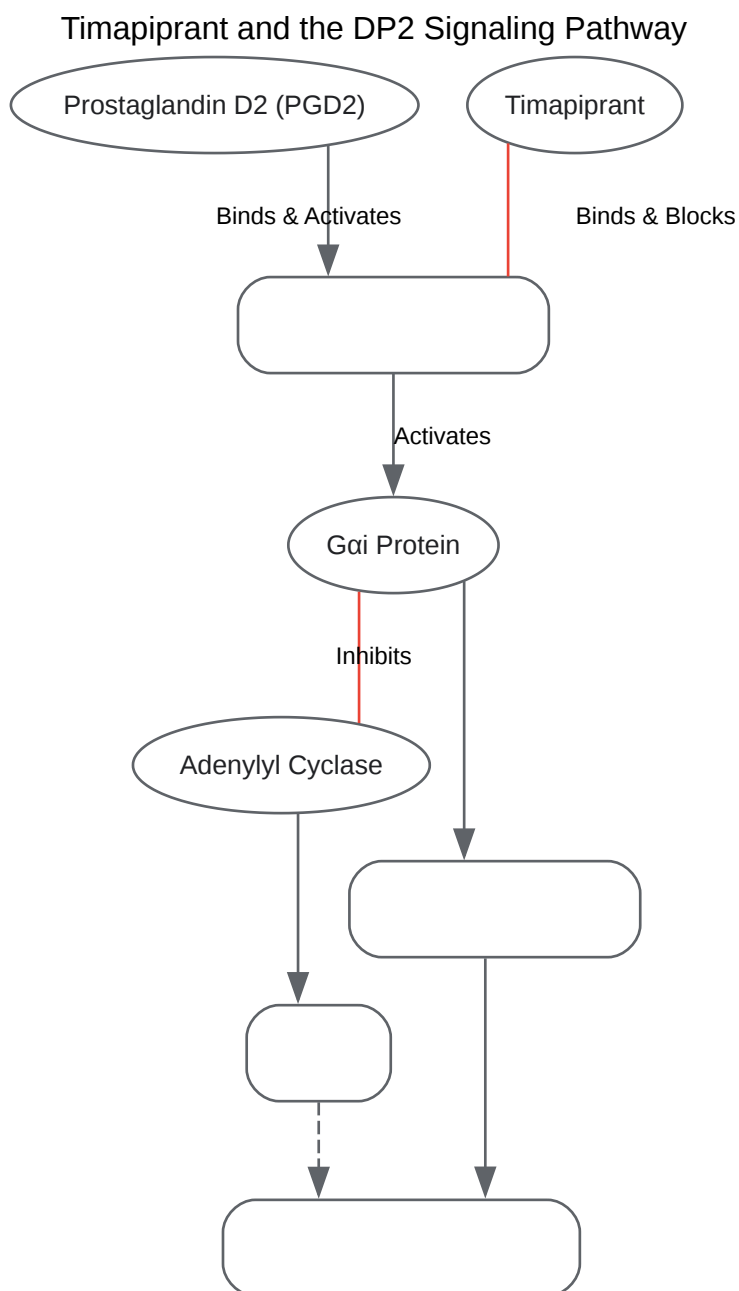 Timapiprant and the DP2 Signaling Pathway
Prostaglandin D2 (PGD2)
Timapiprant
Binds & Activates
Binds & Blocks
Activates
Gαi Protein
Inhibits
Adenylyl Cyclase